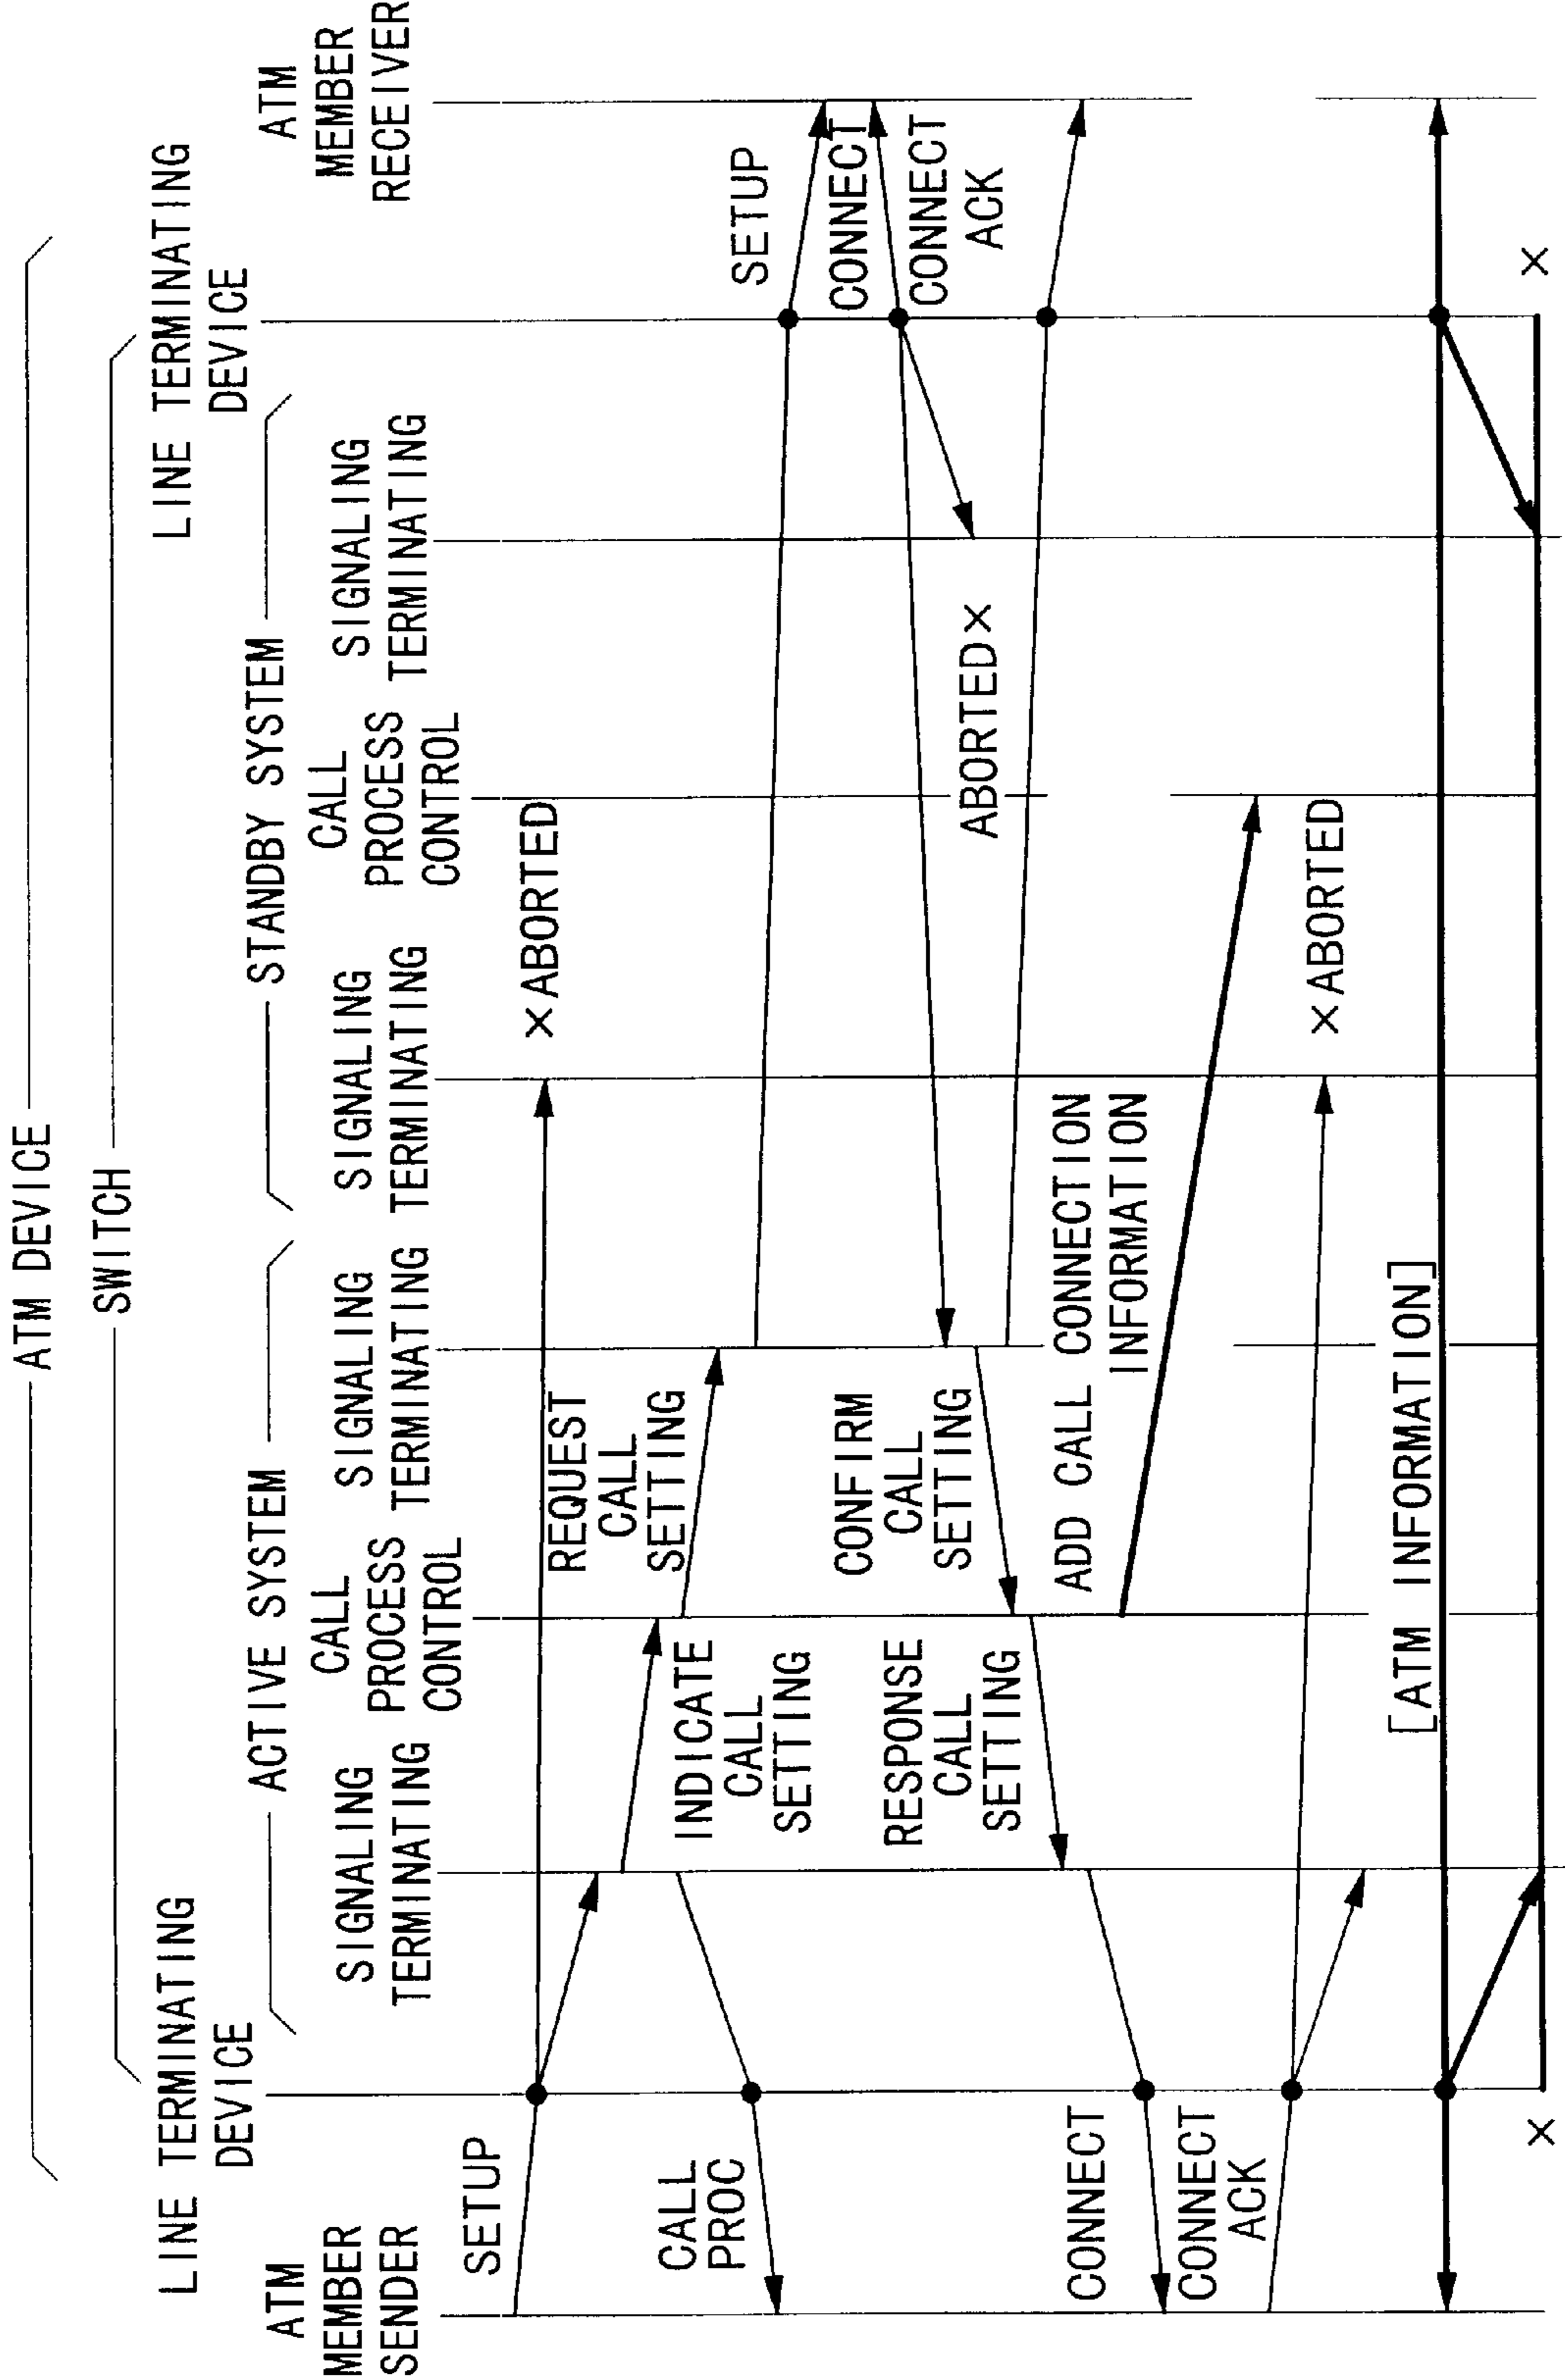 ATM DEVICE
SWITCH
LINE TERMINATING
DEVICE
ACTIVE SYSTEM
STANDBY SYSTEM
LINE TERMINATING
DEVICE
ATM
MEMBER
SENDER
SIGNALING
TERMINATING
CALL
PROCESS
CONTROL
SIGNALING
TERMINATING
SIGNALING
TERMINATING
CALL
PROCESS
CONTROL
SIGNALING
TERMINATING
ATM
MEMBER
RECEIVER
SETUP
×ABORTED
REQUEST
CALL
SETTING
CALL
PROC
INDICATE
CALL
SETTING
SETUP
CONNECT
CONFIRM
CALL
SETTING
RESPONSE
CALL
SETTING
CONNECT
ACK
ABORTED×
ADD CALL CONNECTION
INFORMATION
CONNECT
CONNECT
ACK
×ABORTED
[ATM INFORMATION]
×
×